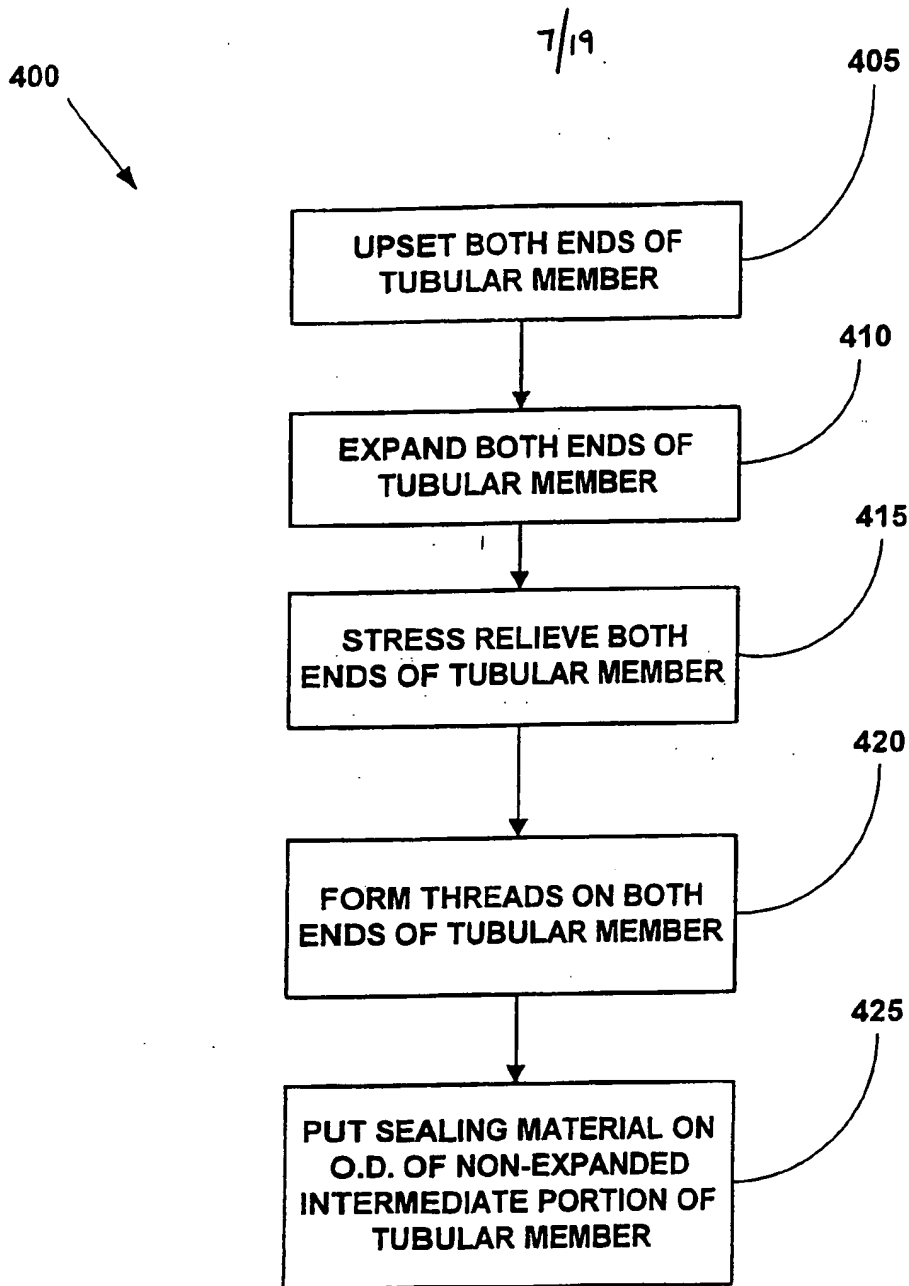 7/19
400
405
UPSET BOTH ENDS OF
TUBULAR MEMBER
410
EXPAND BOTH ENDS OF
TUBULAR MEMBER
415
STRESS RELIEVE BOTH
ENDS OF TUBULAR MEMBER
420
FORM THREADS ON BOTH
ENDS OF TUBULAR MEMBER
425
PUT SEALING MATERIAL ON
O.D. OF NON-EXPANDED
INTERMEDIATE PORTION OF
TUBULAR MEMBER